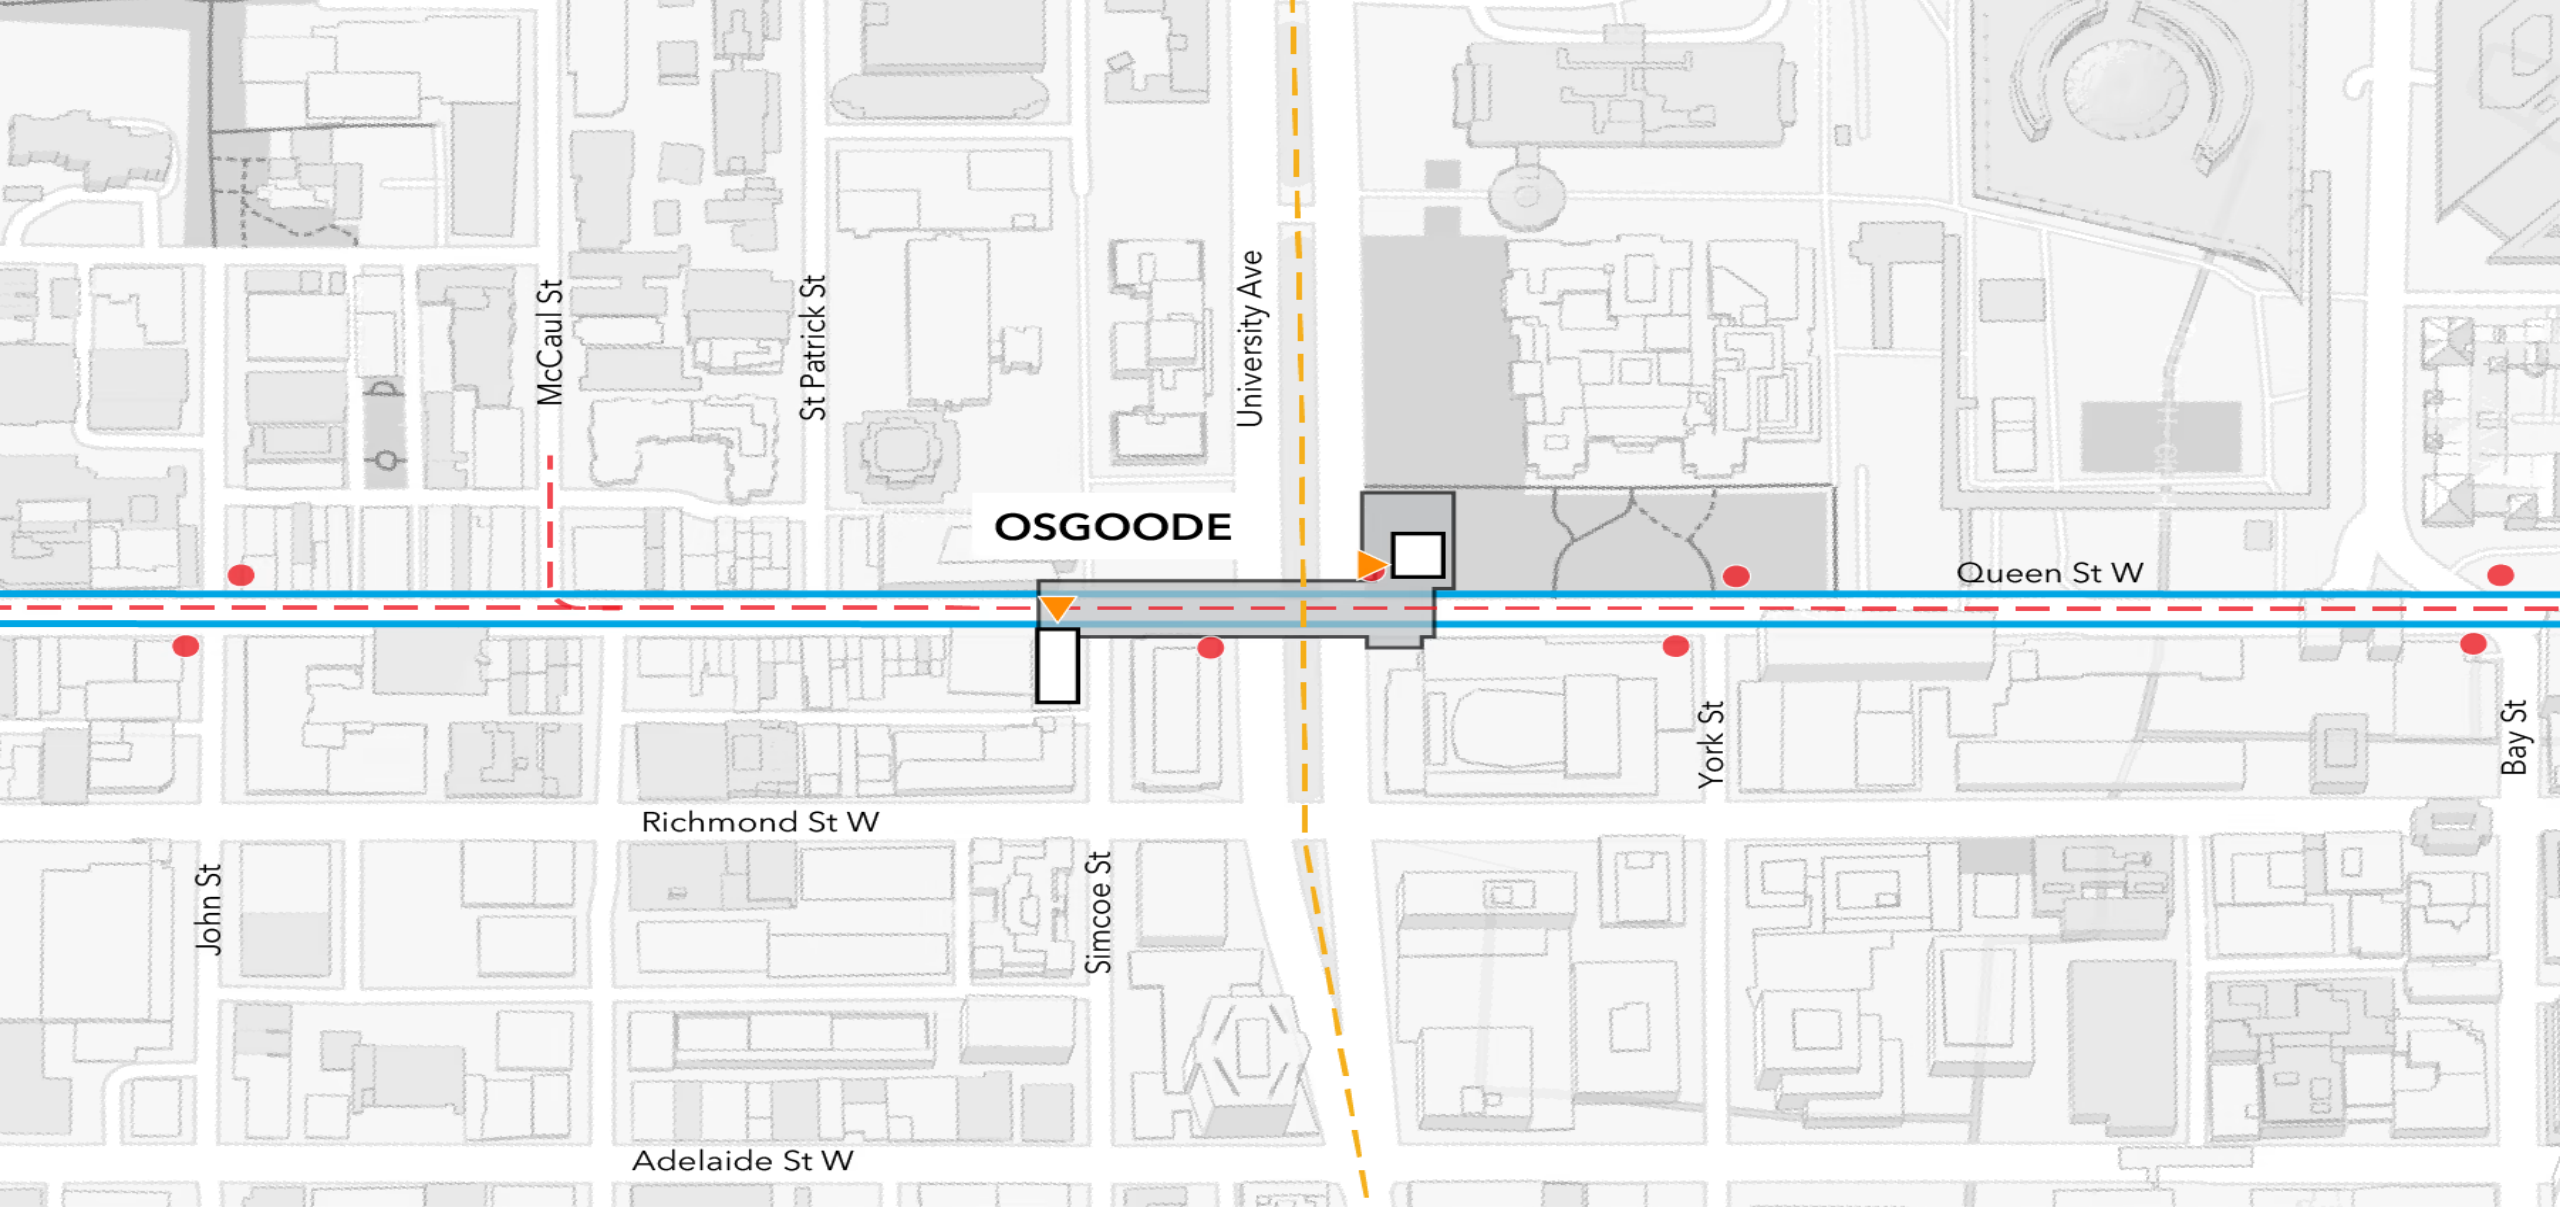 McCaul St
St Patrick St
University Ave
OSGOODE
Queen St W
York St
Bay St
Richmond St W
John St
Simcoe St
Adelaide St W